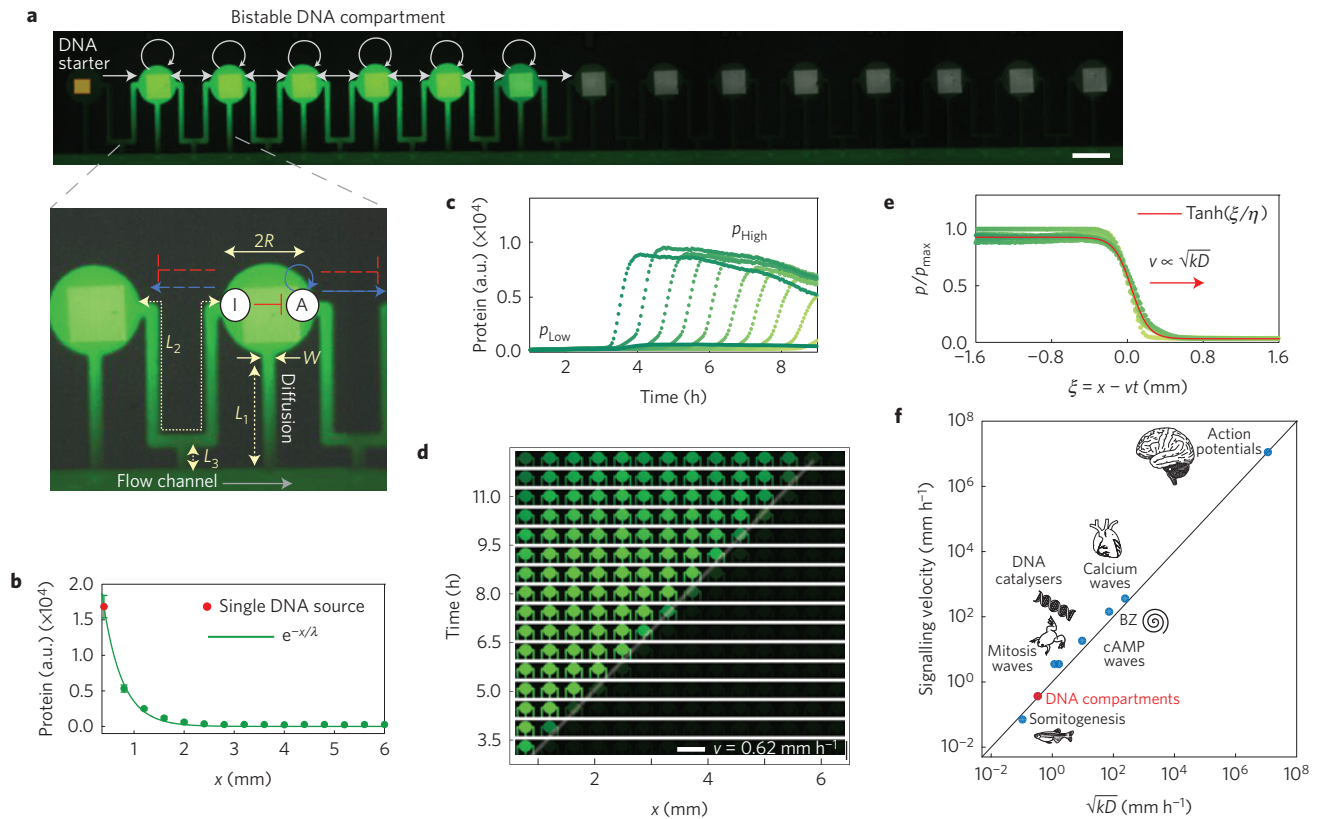 a
Bistable DNA compartment
DNA
starter
2R
I
A
L₂
W
L₁
Diffusion
L₃
Flow channel
b
Protein (a.u.) (×10⁴)
2.0
1.5
1.0
0.5
0.0
Single DNA source
e⁻ˣ/λ
1 2 3 4 5 6
x (mm)
c
Protein (a.u.) (×10⁴)
1.0
0.5
0.0
p_High
p_Low
2 4 6 8
Time (h)
d
Time (h)
11.0
9.5
8.0
6.5
5.0
3.5
v = 0.62 mm h⁻¹
2 4 6
x (mm)
e
p/p_max
1.0
0.5
0.0
Tanh(ξ/η)
v ∝ √kD
−1.6 −0.8 0.0 0.8 1.6
ξ = x − vt (mm)
f
Signalling velocity (mm h⁻¹)
10⁸
10⁶
10⁴
10²
10⁰
10⁻²
Action
potentials
Calcium
waves
DNA
catalysers
BZ
Mitosis
waves
cAMP
waves
DNA compartments
Somitogenesis
10⁻² 10⁰ 10² 10⁴ 10⁶ 10⁸
√kD (mm h⁻¹)